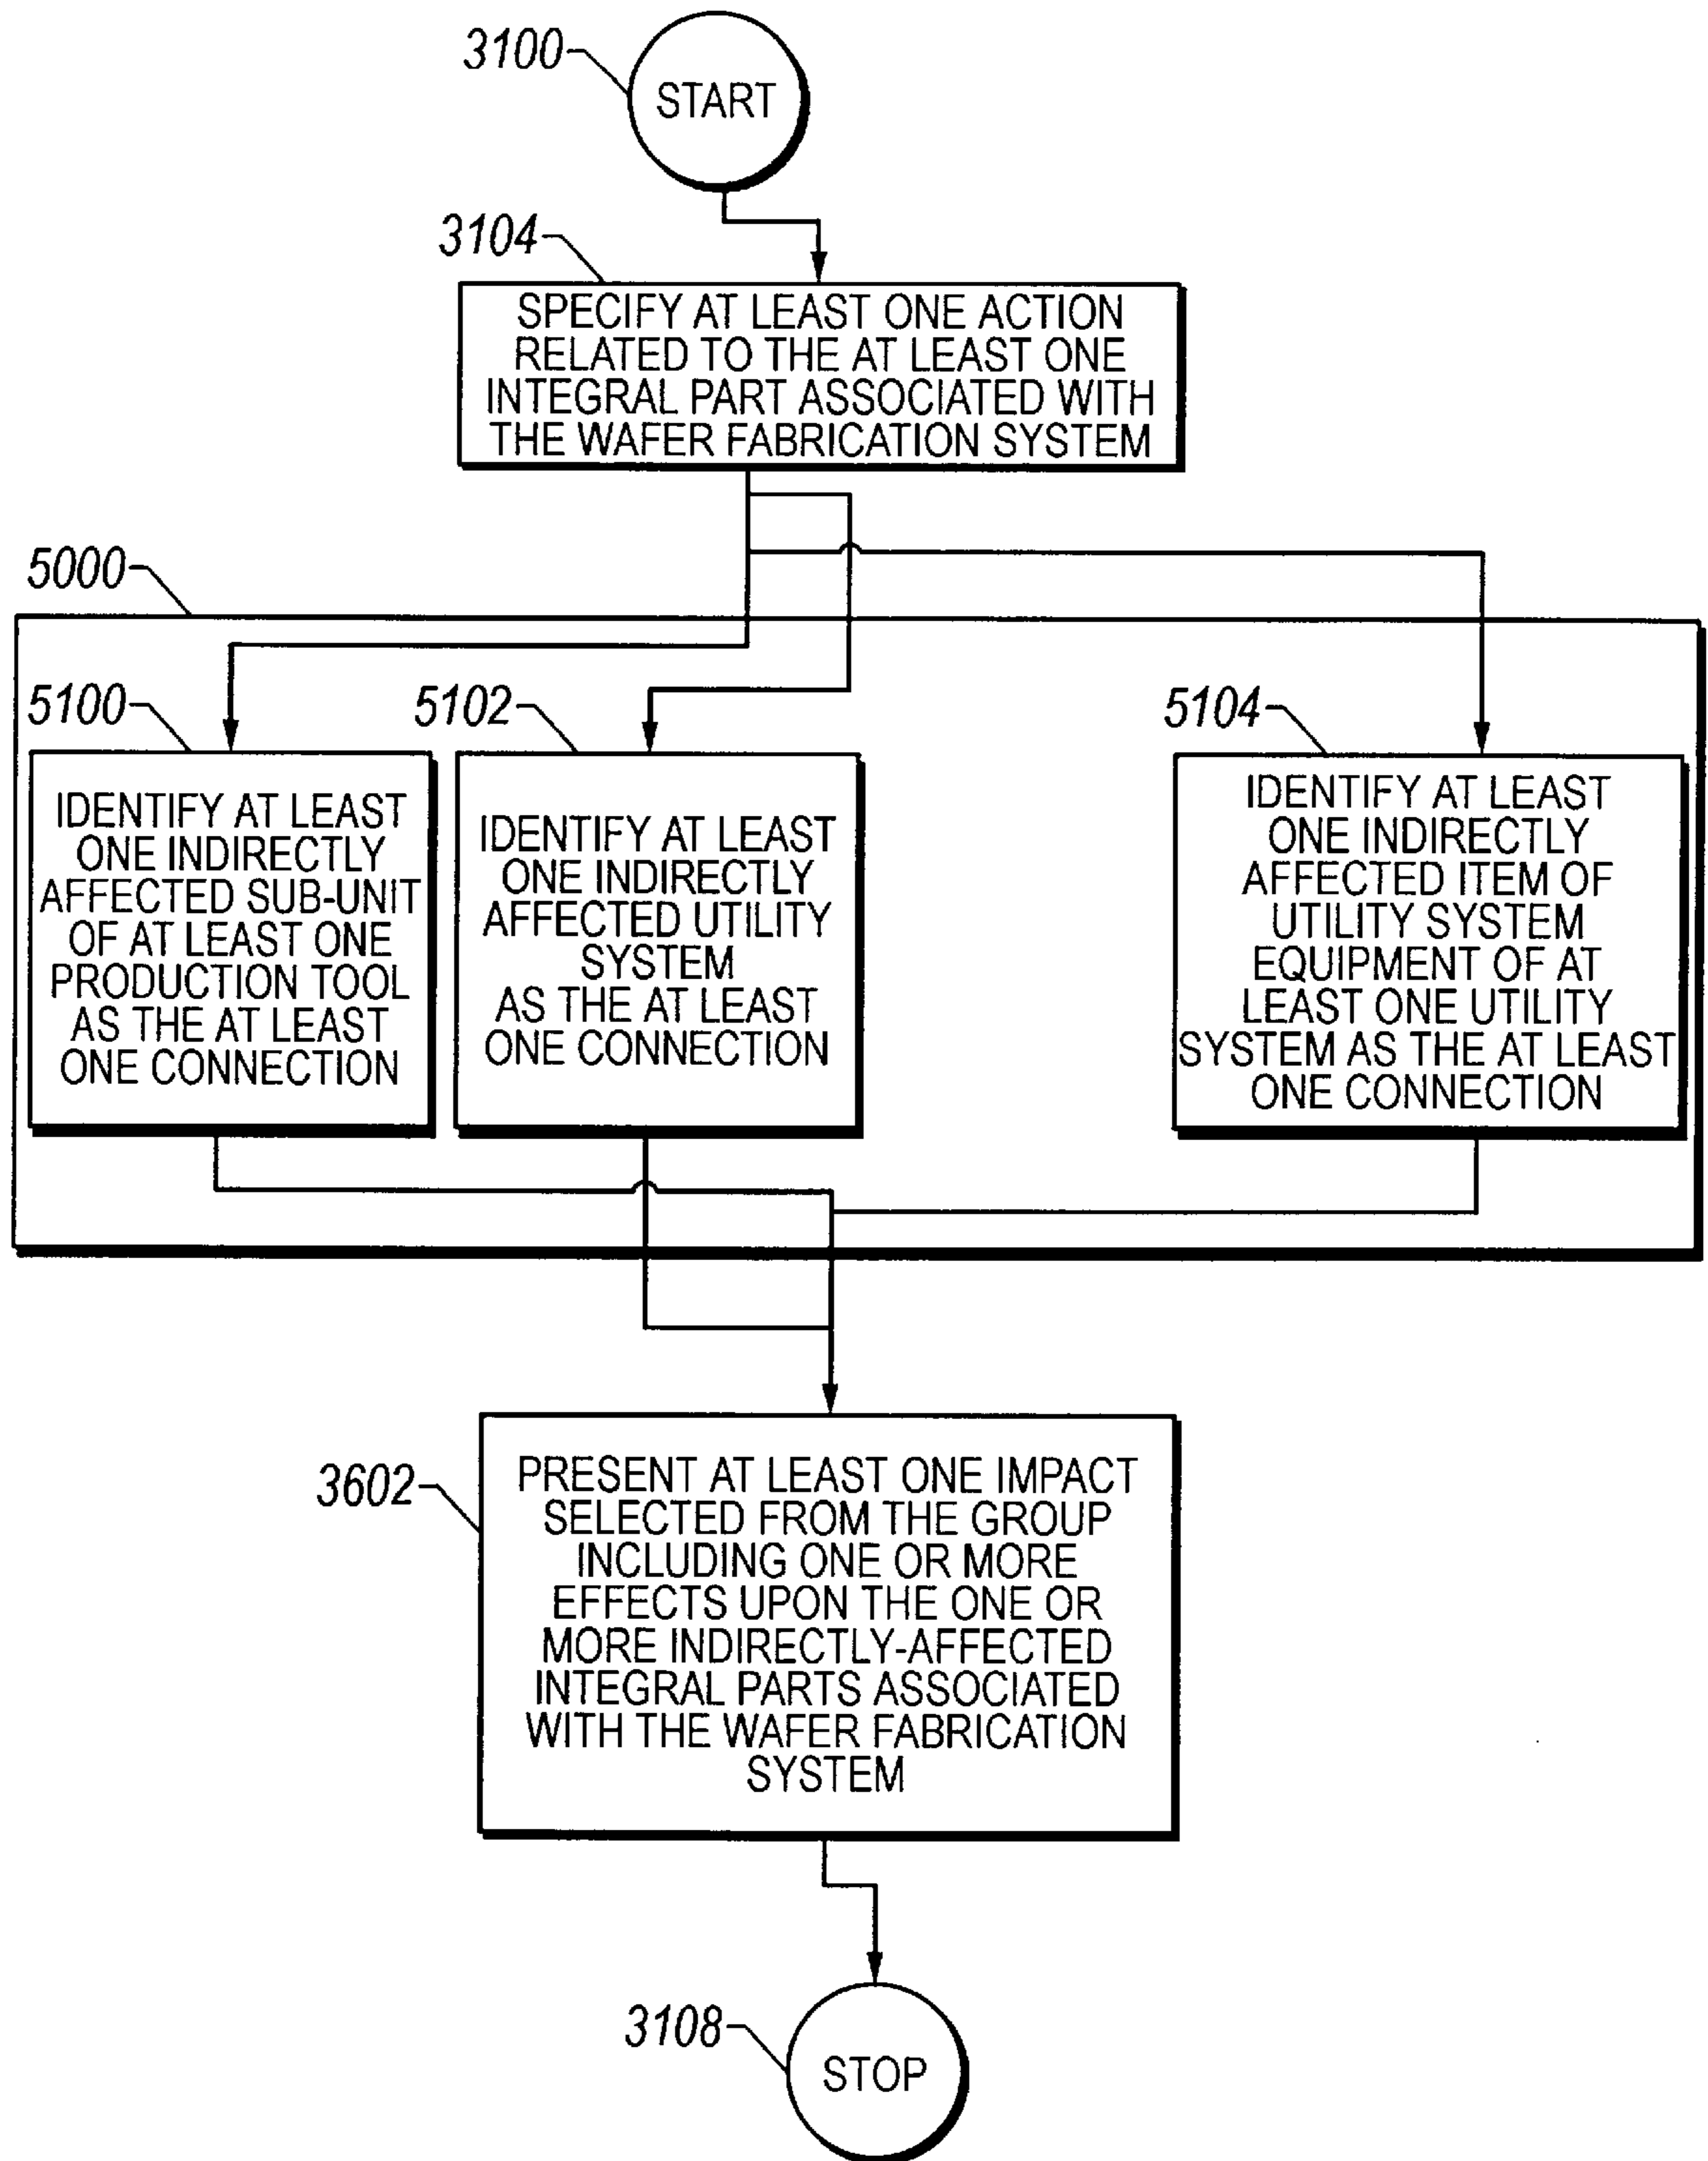 3100
START
3104
SPECIFY AT LEAST ONE ACTION
RELATED TO THE AT LEAST ONE
INTEGRAL PART ASSOCIATED WITH
THE WAFER FABRICATION SYSTEM
5000
5100
IDENTIFY AT LEAST
ONE INDIRECTLY
AFFECTED SUB-UNIT
OF AT LEAST ONE
PRODUCTION TOOL
AS THE AT LEAST
ONE CONNECTION
5102
IDENTIFY AT LEAST
ONE INDIRECTLY
AFFECTED UTILITY
SYSTEM
AS THE AT LEAST
ONE CONNECTION
5104
IDENTIFY AT LEAST
ONE INDIRECTLY
AFFECTED ITEM OF
UTILITY SYSTEM
EQUIPMENT OF AT
LEAST ONE UTILITY
SYSTEM AS THE AT LEAST
ONE CONNECTION
3602
PRESENT AT LEAST ONE IMPACT
SELECTED FROM THE GROUP
INCLUDING ONE OR MORE
EFFECTS UPON THE ONE OR
MORE INDIRECTLY-AFFECTED
INTEGRAL PARTS ASSOCIATED
WITH THE WAFER FABRICATION
SYSTEM
3108
STOP